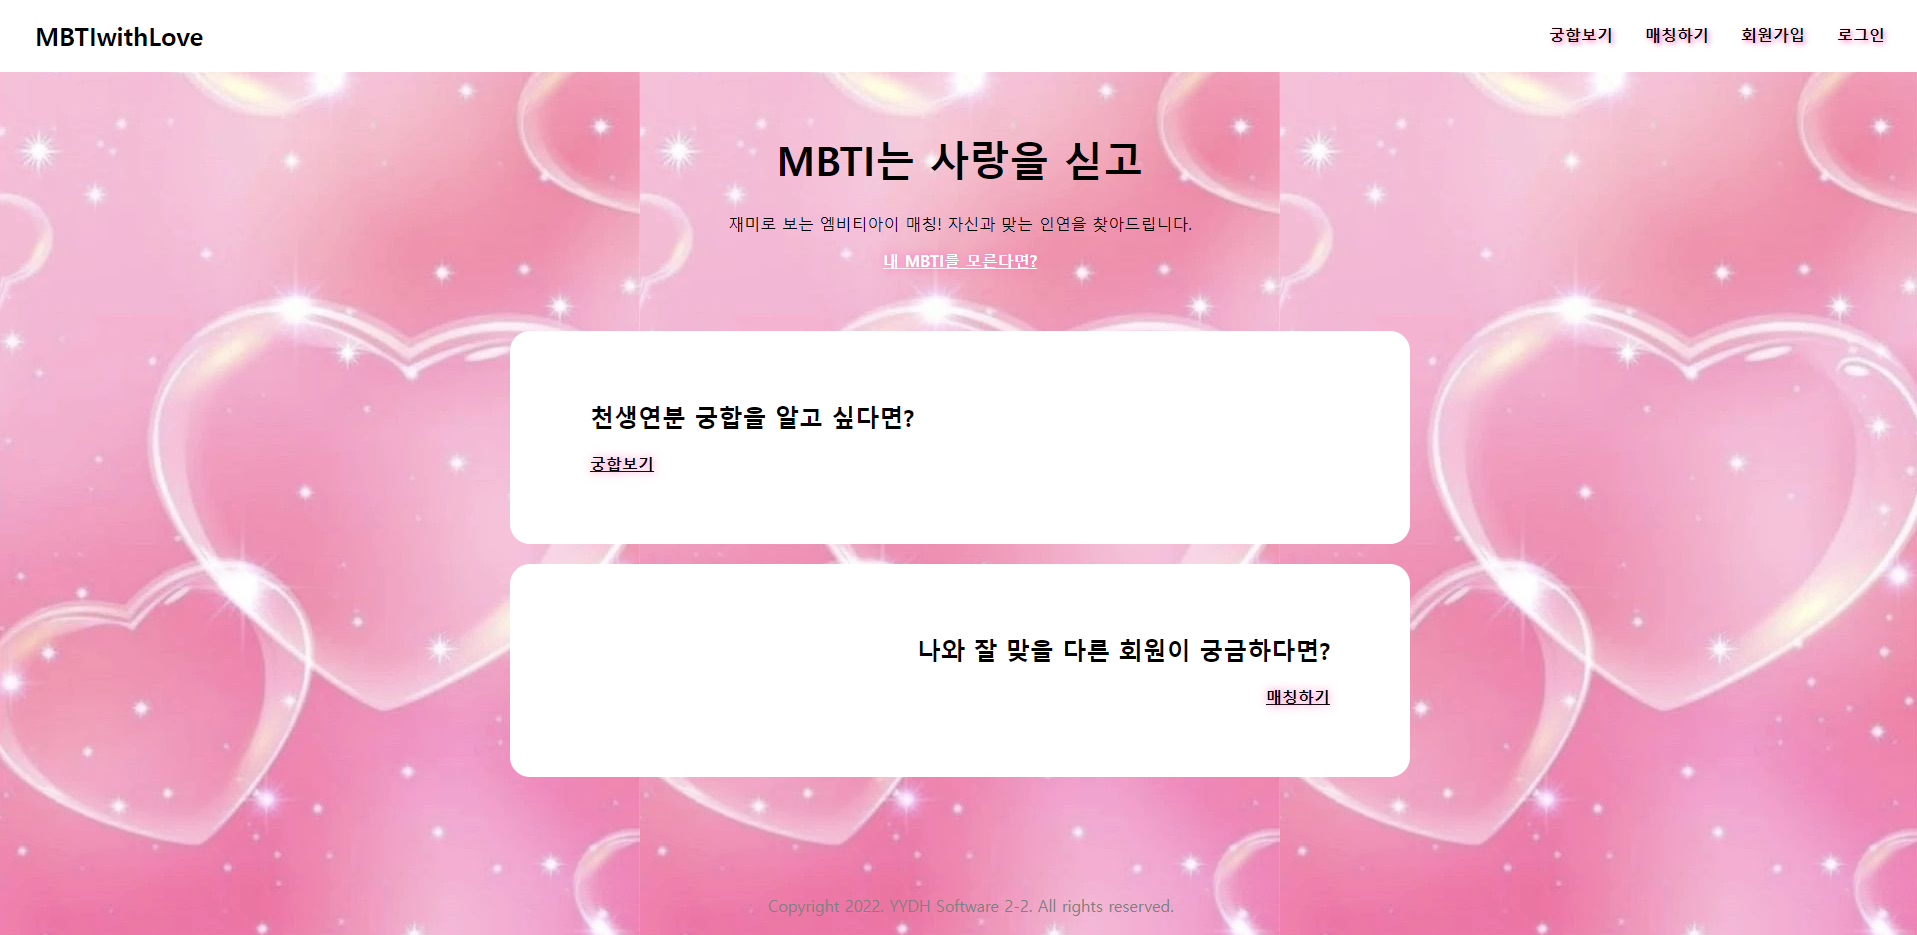 MBTIwithLove
궁합보기 매칭하기 회원가입 로그인
MBTI는 사랑을 싣고
재미로 보는 엠비티아이 매칭! 자신과 맞는 인연을 찾아드립니다.
내 MBTI를 모른다면?
천생연분 궁합을 알고 싶다면?
궁합보기
나와 잘 맞을 다른 회원이 궁금하다면?
매칭하기
Copyright 2022. YYDH Software 2-2. All rights reserved.